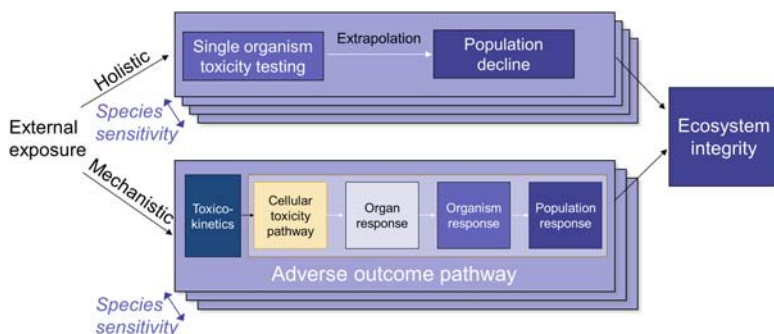 Single organism
toxicity testing
Extrapolation
Population
decline
Holistic
Species
sensitivity
External
exposure
Ecosystem
integrity
Mechanistic
Toxico-
kinetics
Cellular
toxicity
pathway
Organ
response
Organism
response
Population
response
Adverse outcome pathway
Species
sensitivity